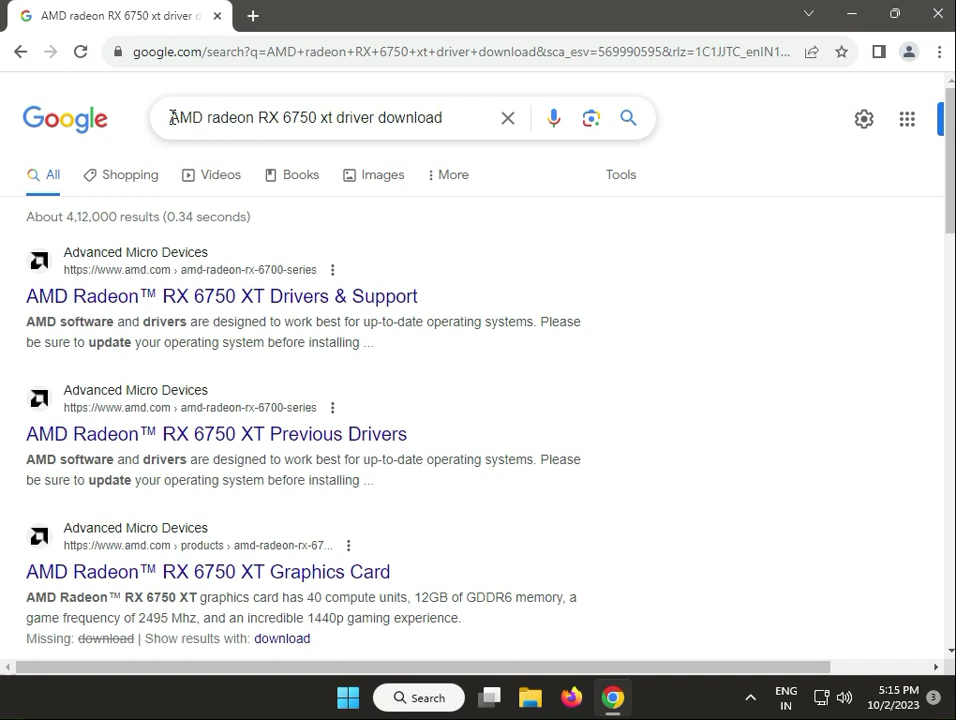 AMD radeon RX 6750 xt driver d
google.com/search?q=AMD+radeon+RX+6750+xt+driver+download&sca_esv=569990595&rlz=1C1JJTC_enIN1...
Google
AMD radeon RX 6750 xt driver download
All Shopping Videos Books Images More Tools
About 4,12,000 results (0.34 seconds)
Advanced Micro Devices
https://www.amd.com › amd-radeon-rx-6700-series
AMD Radeon™ RX 6750 XT Drivers & Support
AMD software and drivers are designed to work best for up-to-date operating systems. Please
be sure to update your operating system before installing ...
Advanced Micro Devices
https://www.amd.com › amd-radeon-rx-6700-series
AMD Radeon™ RX 6750 XT Previous Drivers
AMD software and drivers are designed to work best for up-to-date operating systems. Please
be sure to update your operating system before installing ...
Advanced Micro Devices
https://www.amd.com › products › amd-radeon-rx-67...
AMD Radeon™ RX 6750 XT Graphics Card
AMD Radeon™ RX 6750 XT graphics card has 40 compute units, 12GB of GDDR6 memory, a
game frequency of 2495 Mhz, and an incredible 1440p gaming experience.
Missing: download | Show results with: download
Search
ENG
IN
5:15 PM
10/2/2023
3